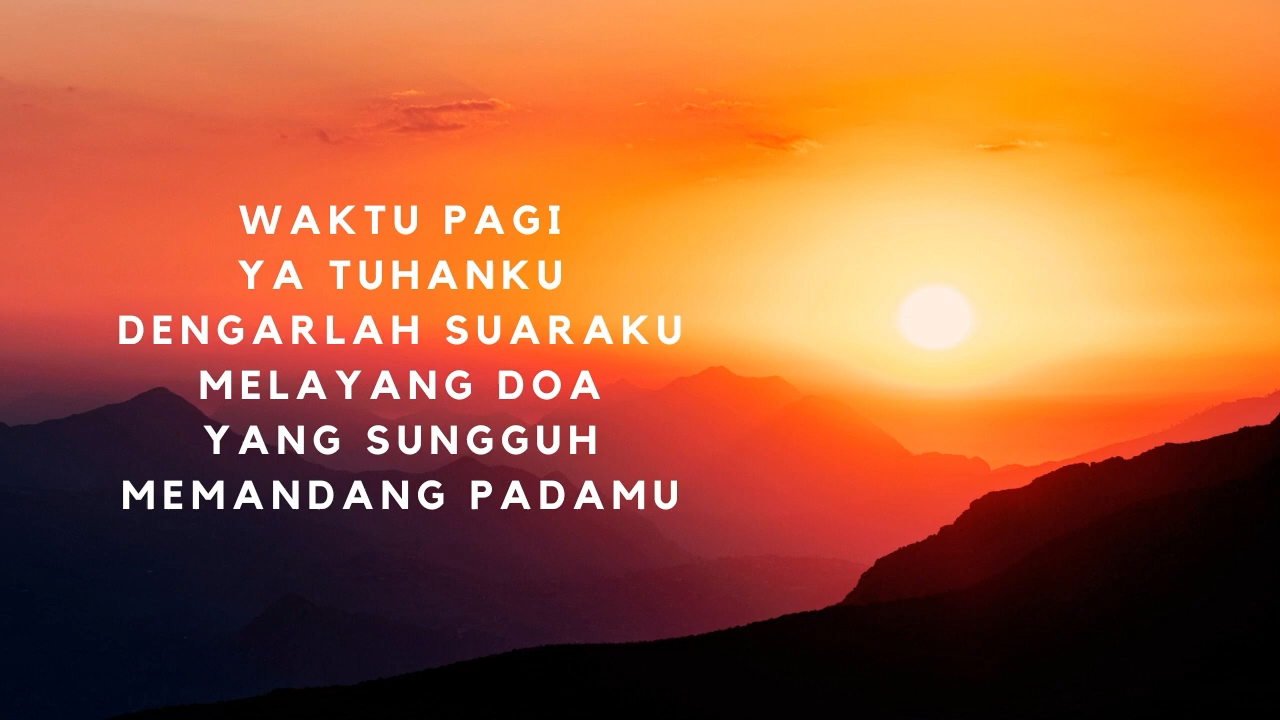 WAKTU PAGI
YA TUHANKU
DENGARLAH SUARAKU
MELAYANG DOA
YANG SUNGGUH
MEMANDANG PADAMU